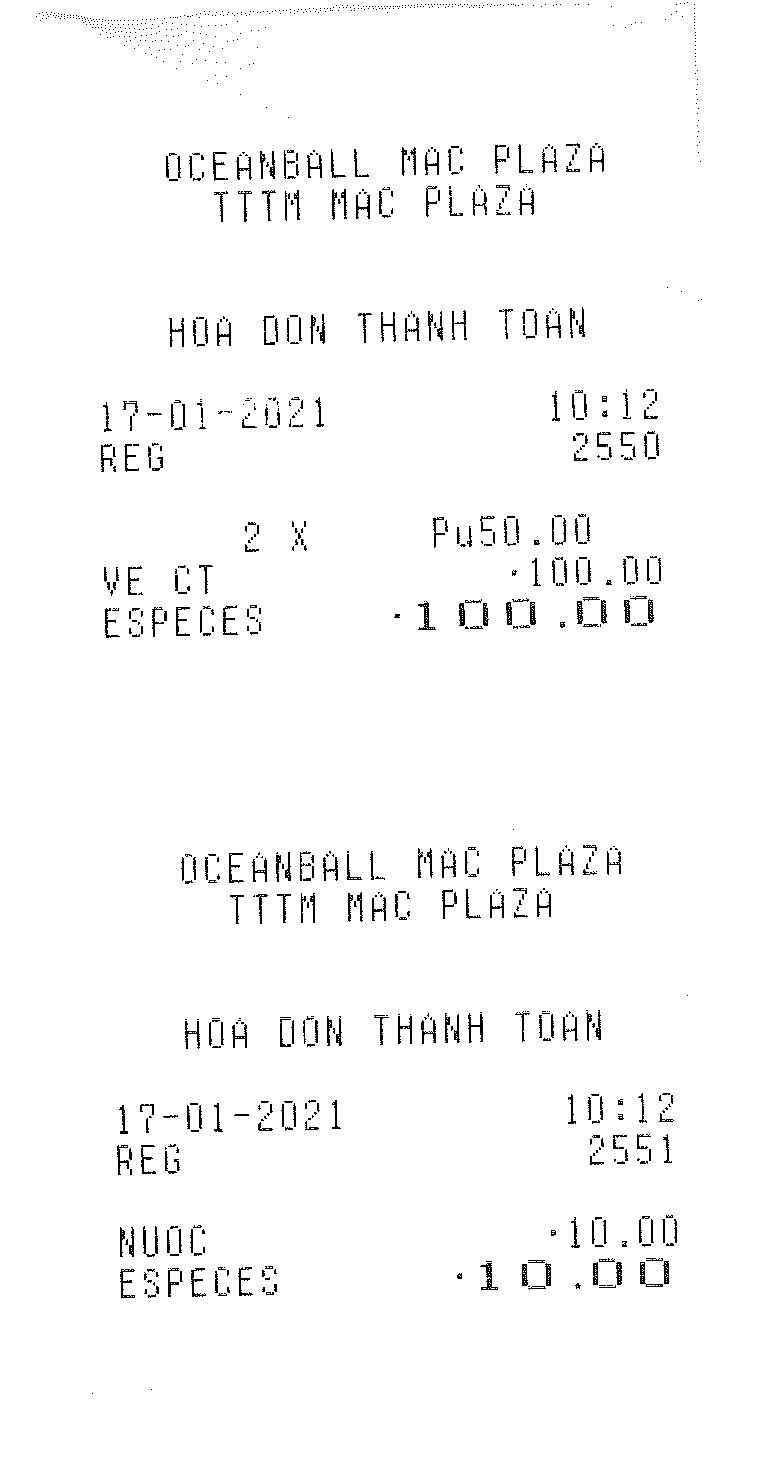 OCEANBALL MAC PLAZA
TTTM MAC PLAZA
HOA DON THANH TOAN
17-01-2021 10:12
REG 2550
2 X Pu50.00
VE CT ·100.00
ESPECES ·100.00
OCEANBALL MAC PLAZA
TTTM MAC PLAZA
HOA DON THANH TOAN
17-01-2021 10:12
REG 2551
NUOC ·10.00
ESPECES ·10.00